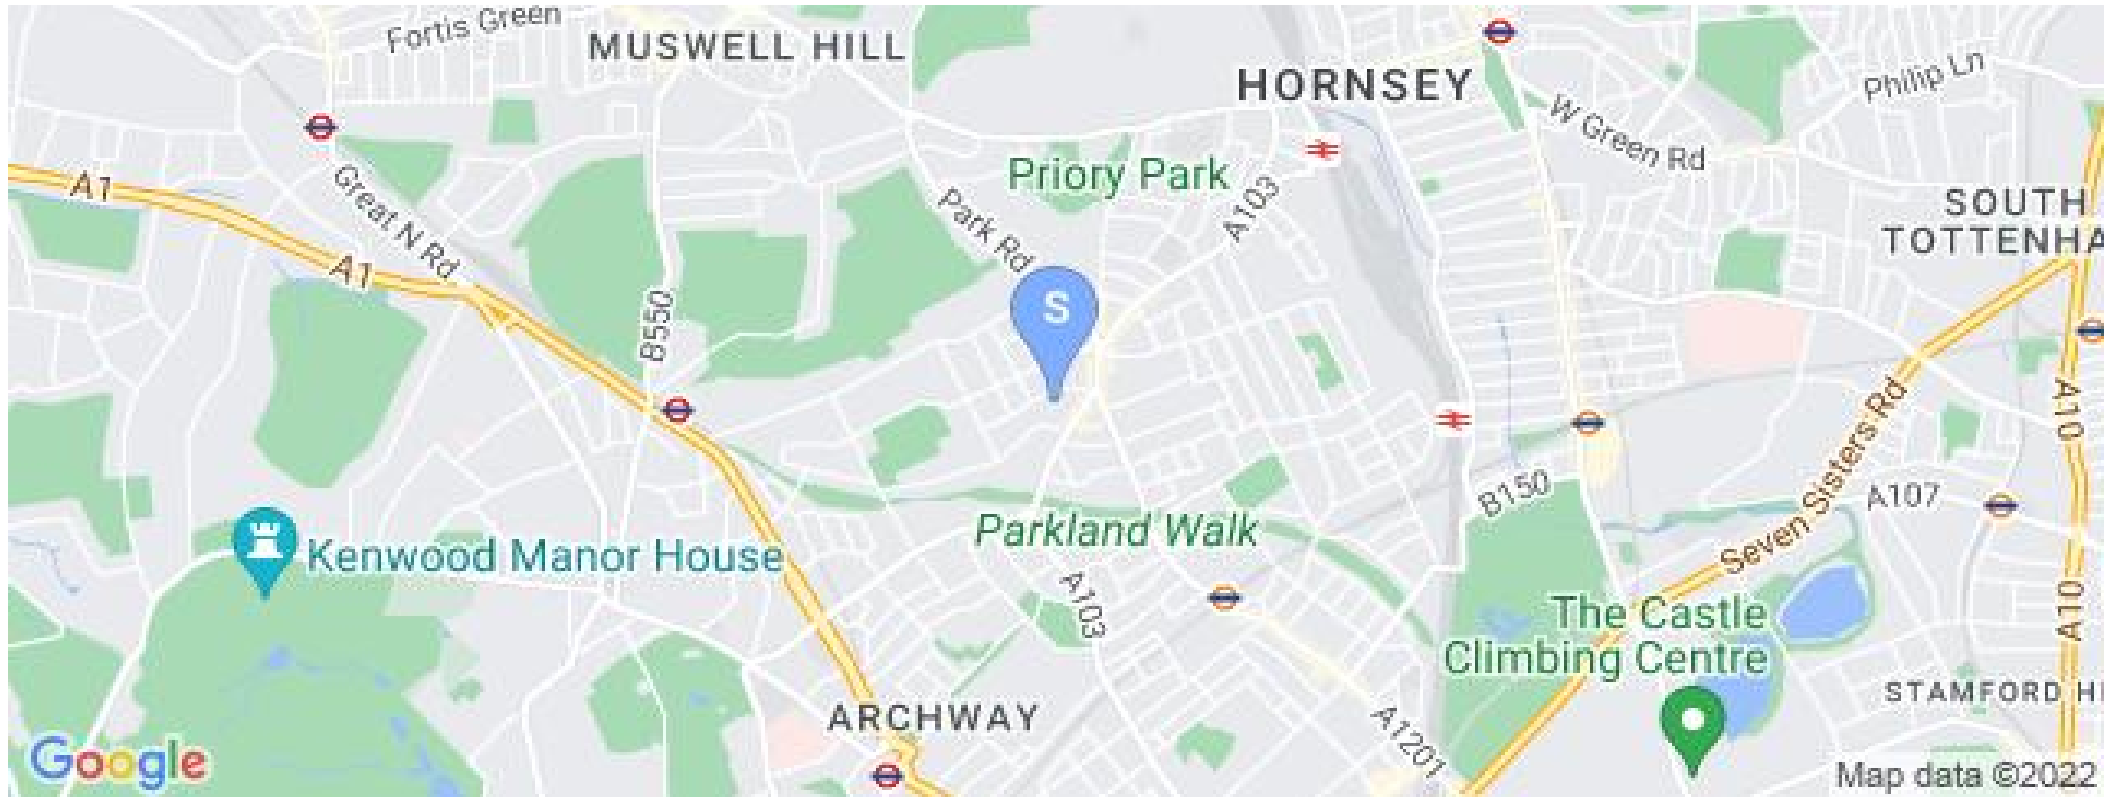 Fortis Green
MUSWELL HILL
HORNSEY
Philip Ln
W Green Rd
A1
Great N Rd
Priory Park
Park Rd
A103
SOUTH
TOTTENHA
A1
B550
S
Seven Sisters Rd
A10
B150
A107
Parkland Walk
Kenwood Manor House
A103
The Castle
Climbing Centre
A10
STAMFORD HI
ARCHWAY
A1201
Google
Map data ©2022